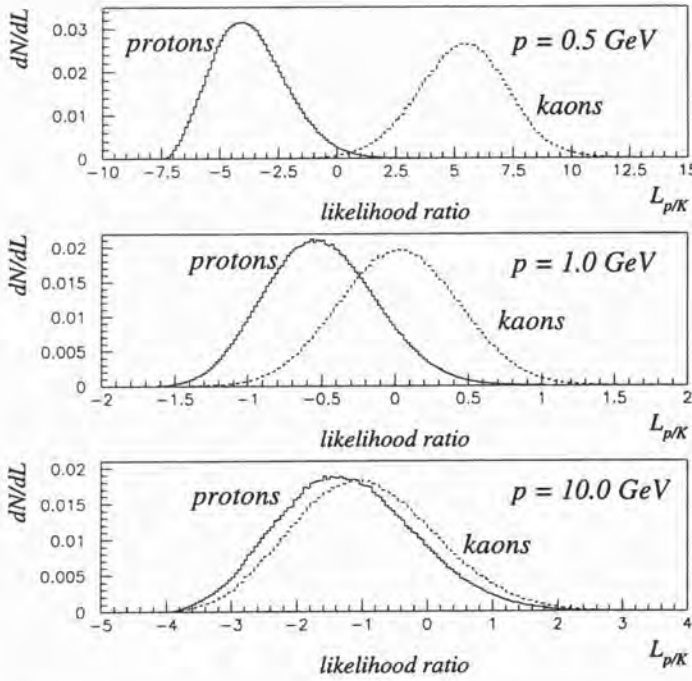 dN/dL
0.03
0.02
0.01
0
protons
p = 0.5 GeV
kaons
-10 -7.5 -5 -2.5 0 2.5 5 7.5 10 12.5 15
likelihood ratio
L p/K
dN/dL
0.02
0.015
0.01
0.005
0
protons
p = 1.0 GeV
kaons
-2 -1.5 -1 -0.5 0 0.5 1 1.5 2
likelihood ratio
L p/K
dN/dL
0.02
0.015
0.01
0.005
0
protons
p = 10.0 GeV
kaons
-5 -4 -3 -2 -1 0 1 2 3 4
likelihood ratio
L p/K